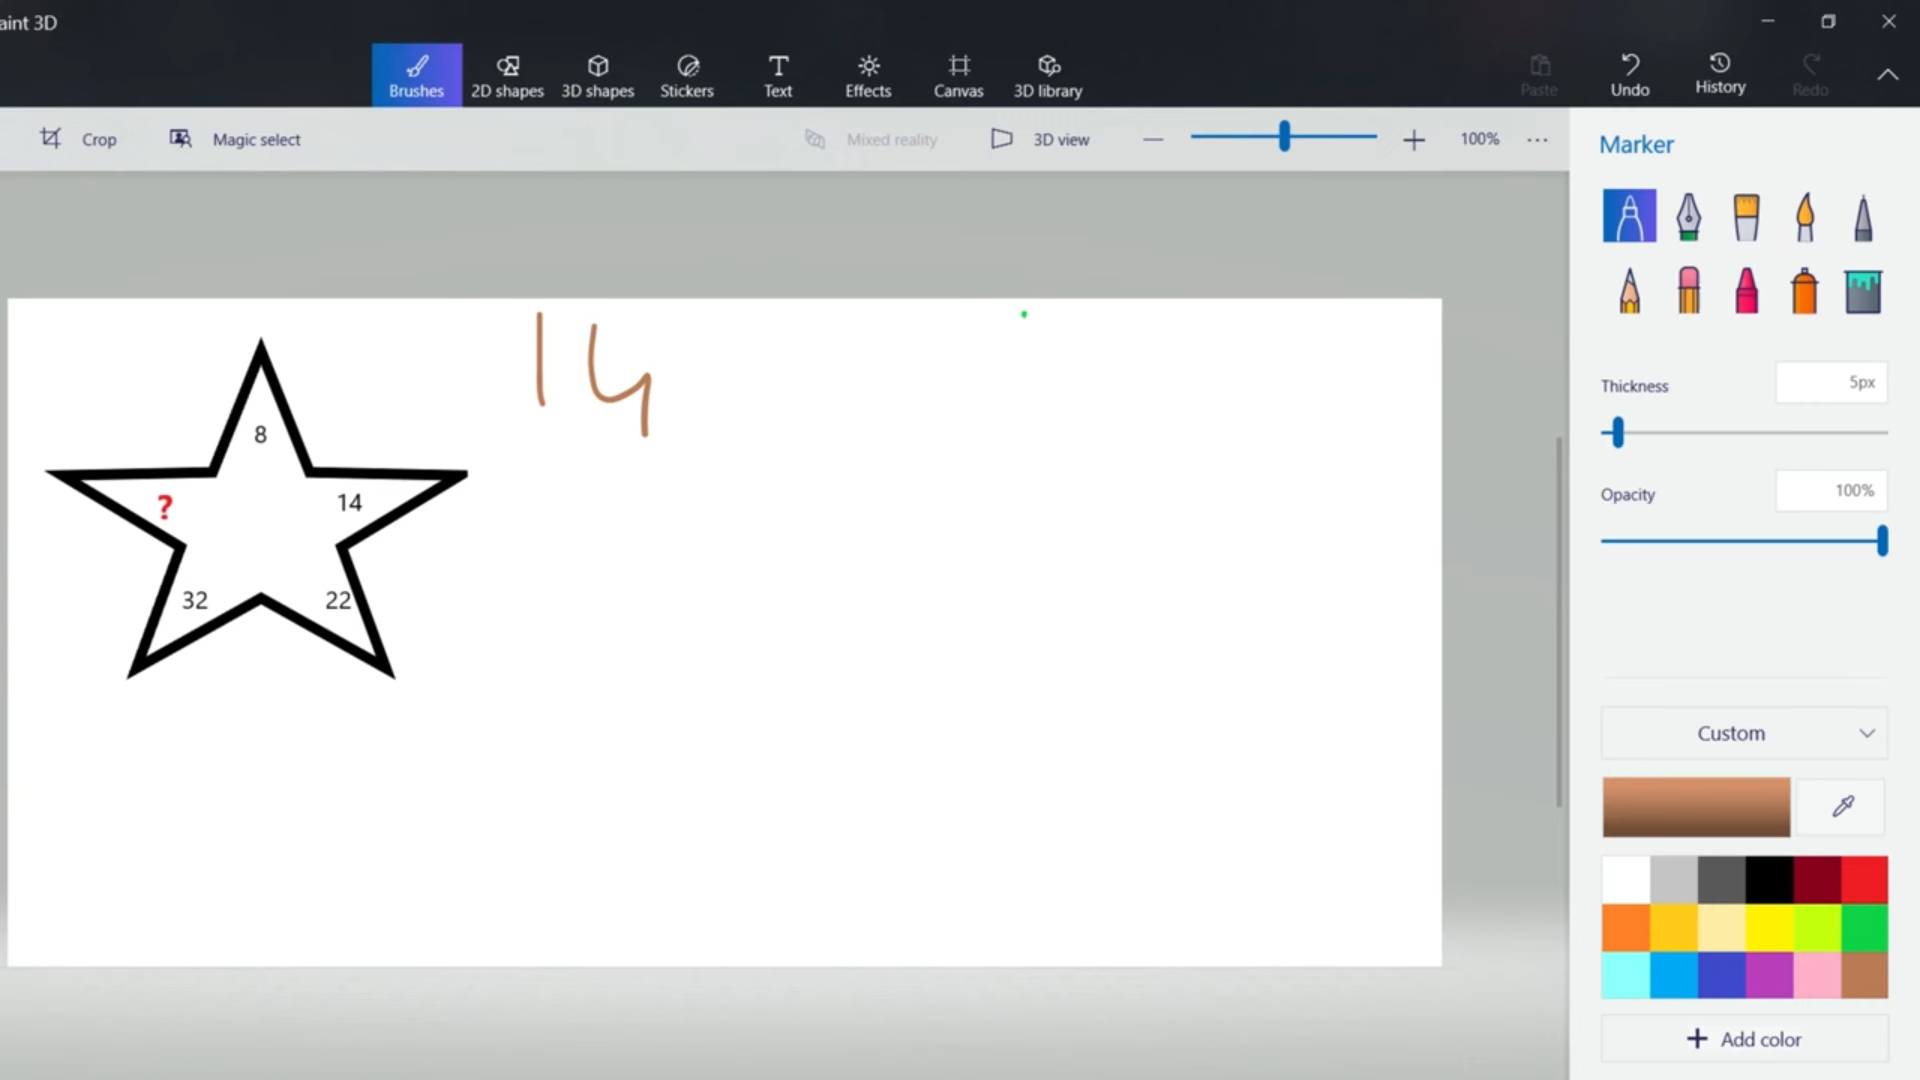 aint 3D
Brushes 2D shapes 3D shapes Stickers Text Effects Canvas 3D library Paste Undo History Redo
Crop Magic select Mixed reality 3D view 100% ...
Marker
Thickness 5px
Opacity 100%
Custom
Add color
14
8
? 14
32 22